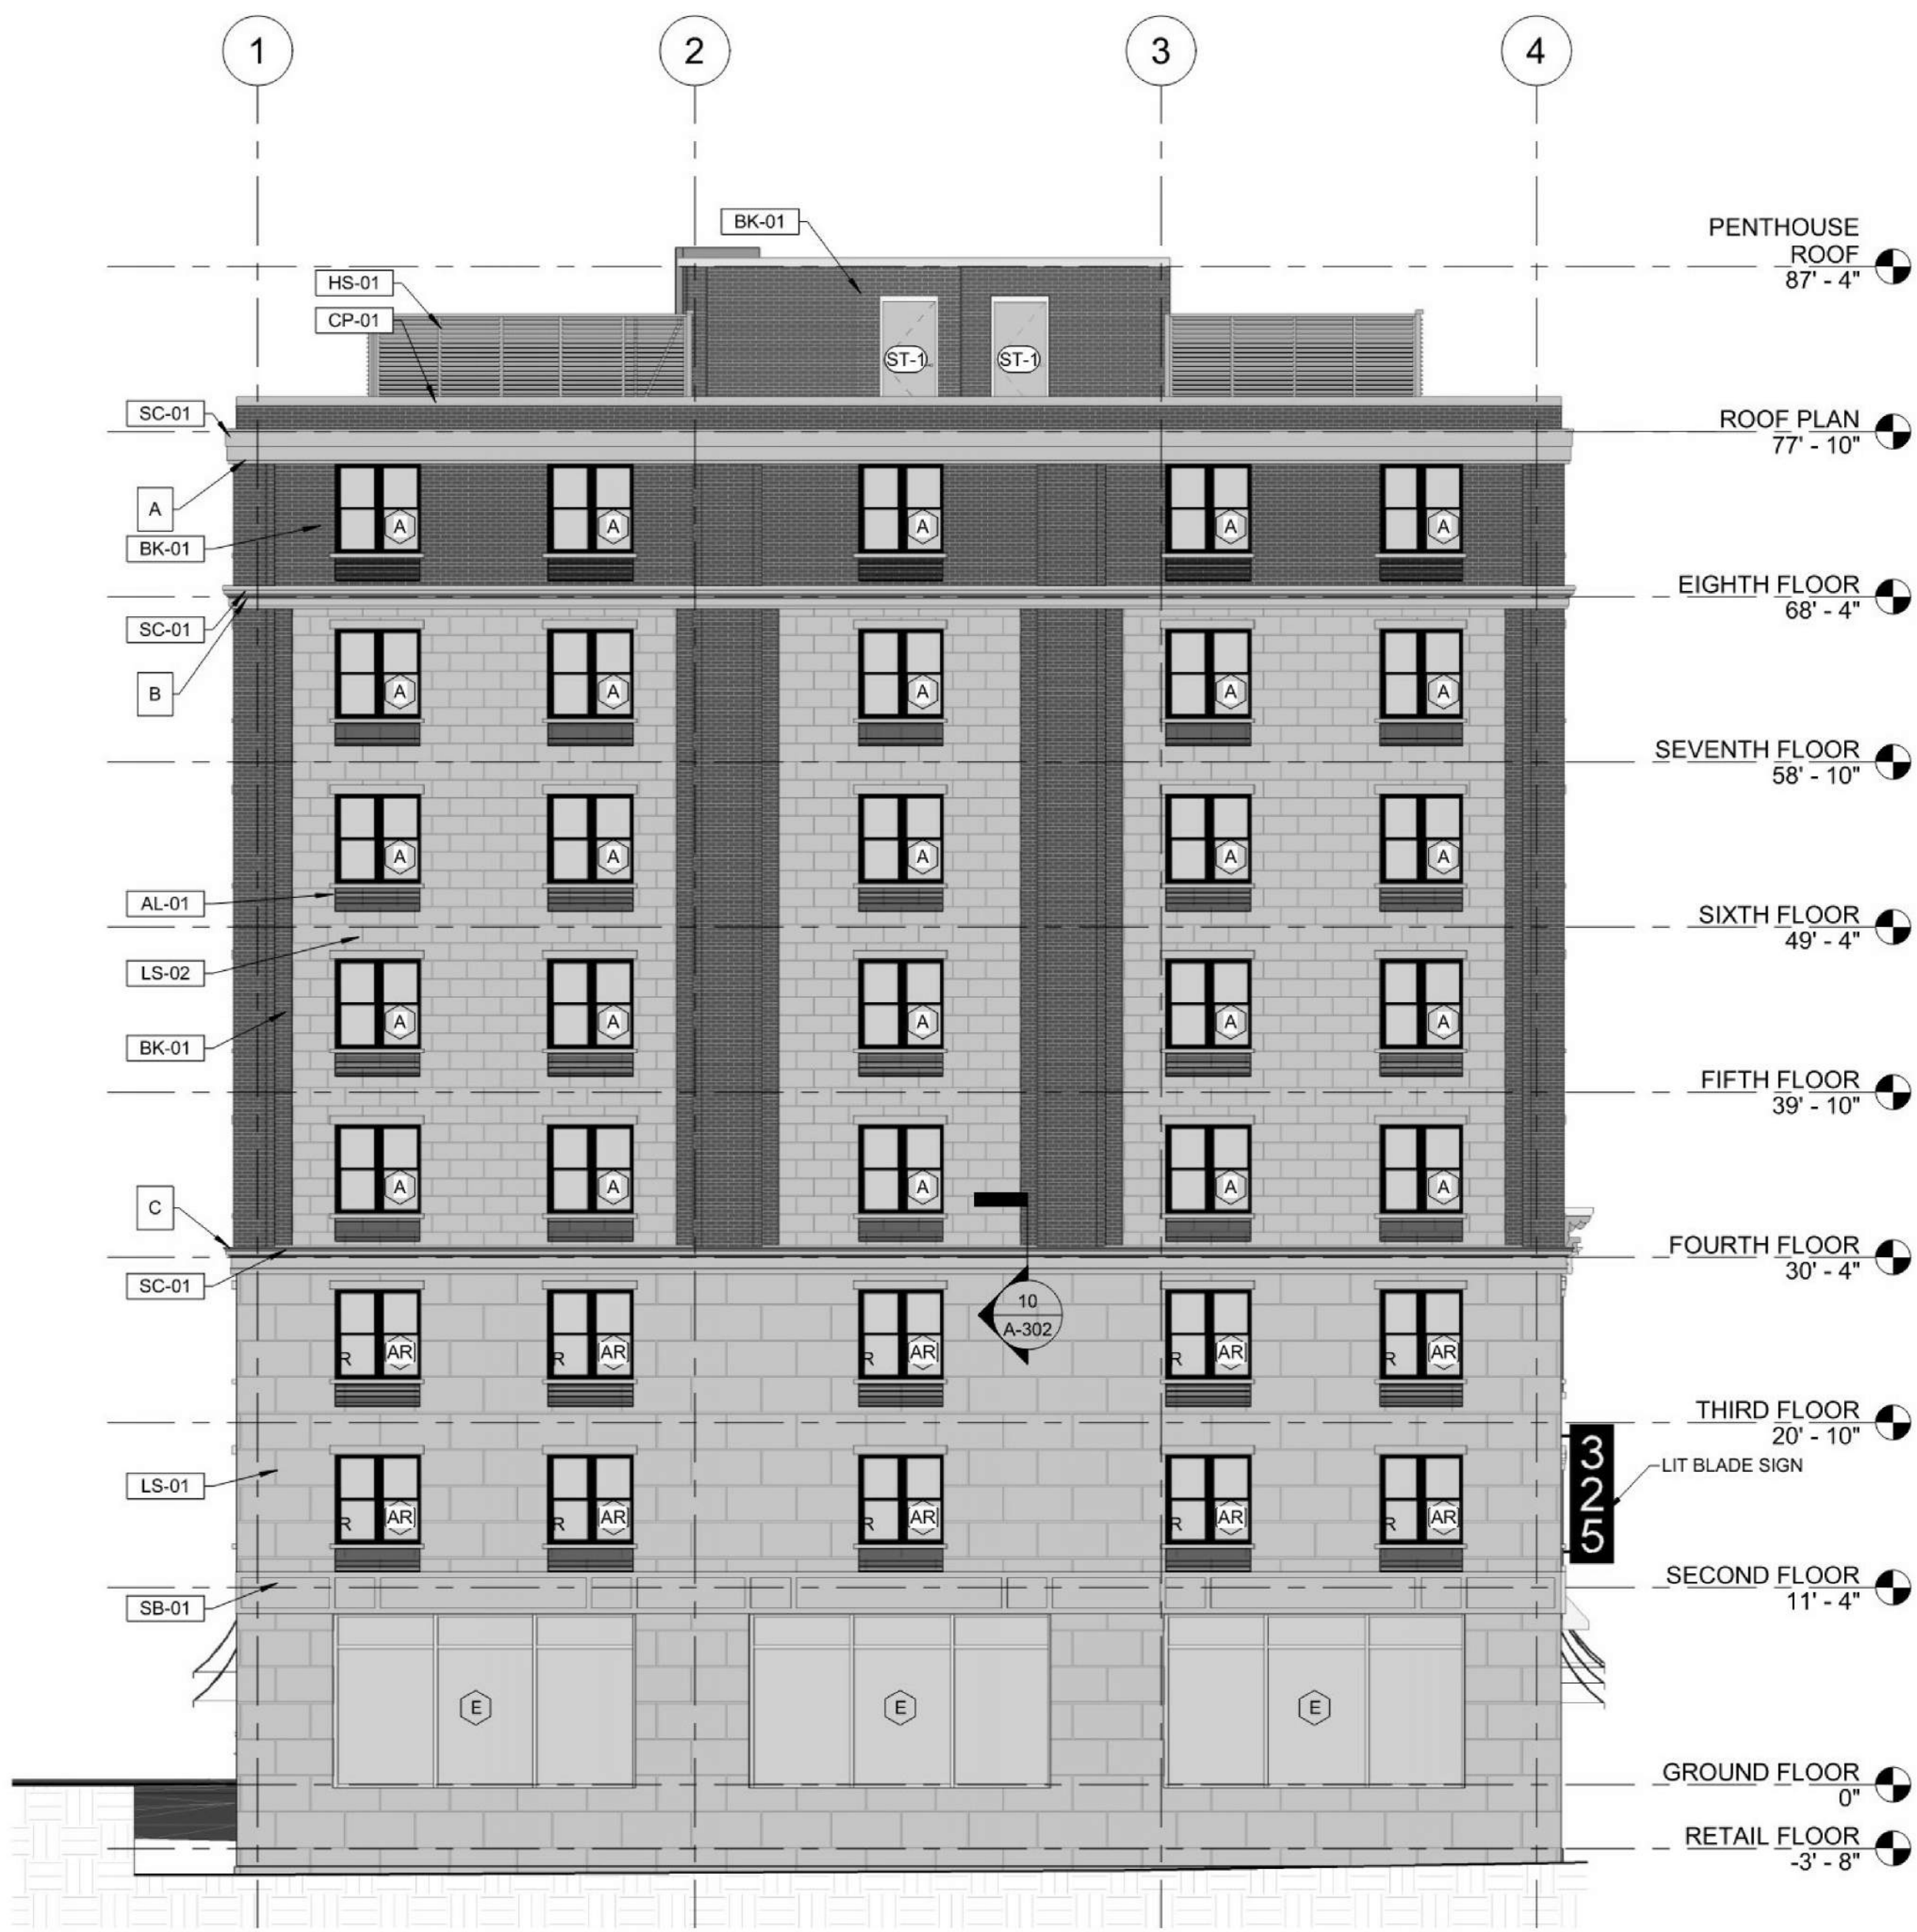 1 2 3 4
BK-01
PENTHOUSE
ROOF
87' - 4"
HS-01
CP-01
ST-1 ST-1
SC-01
ROOF PLAN
77' - 10"
A
BK-01
A A A A A
EIGHTH FLOOR
68' - 4"
SC-01
B
A A A A A
SEVENTH FLOOR
58' - 10"
A A A A A
AL-01
SIXTH FLOOR
49' - 4"
LS-02
BK-01
A A A A A
FIFTH FLOOR
39' - 10"
C
A A A A A
FOURTH FLOOR
30' - 4"
SC-01
10
A-302
R AR R AR R AR R AR R AR
THIRD FLOOR
20' - 10"
3
2
5
LIT BLADE SIGN
LS-01
R AR R AR R AR R AR R AR
SECOND FLOOR
11' - 4"
SB-01
E E E
GROUND FLOOR
0"
RETAIL FLOOR
-3' - 8"